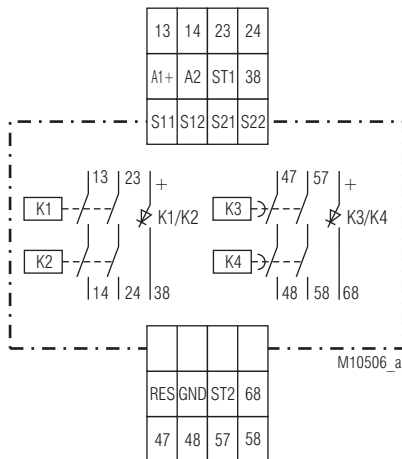 13 14 23 24
A1+ A2 ST1 38
S11 S12 S21 S22
13 23 + 47 57 +
K1 K1/K2 K3 K3/K4
K2 K4
14 24 38 48 58 68
M10506_a
RES GND ST2 68
47 48 57 58